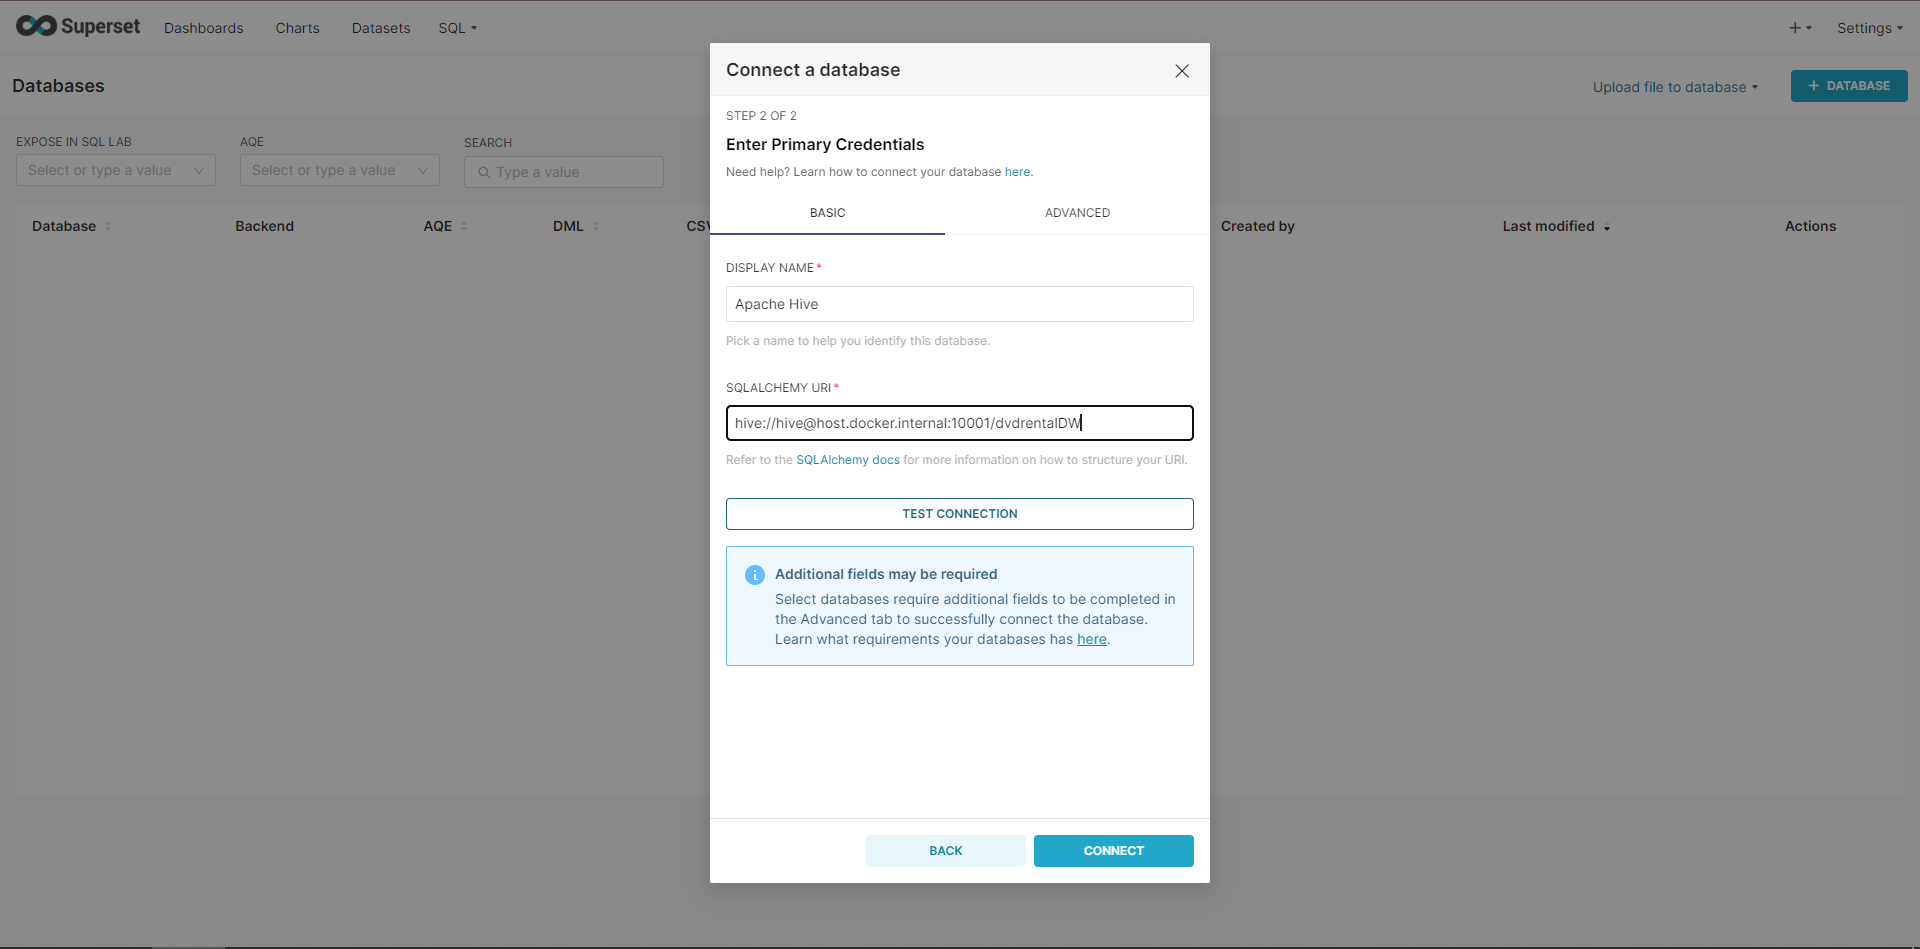 Superset
Dashboards
Charts
Datasets
SQL
+
Settings
Databases
Upload file to database
+ DATABASE
EXPOSE IN SQL LAB
AQE
SEARCH
Select or type a value
Select or type a value
Type a value
Database
Backend
AQE
DML
CSV
Created by
Last modified
Actions
Connect a database
STEP 2 OF 2
Enter Primary Credentials
Need help? Learn how to connect your database here.
BASIC
ADVANCED
DISPLAY NAME*
Apache Hive
Pick a name to help you identify this database.
SQLALCHEMY URI*
hive://hive@host.docker.internal:10001/dvdrentalDW
Refer to the SQLAlchemy docs for more information on how to structure your URI.
TEST CONNECTION
Additional fields may be required
Select databases require additional fields to be completed in
the Advanced tab to successfully connect the database.
Learn what requirements your databases has here.
BACK
CONNECT